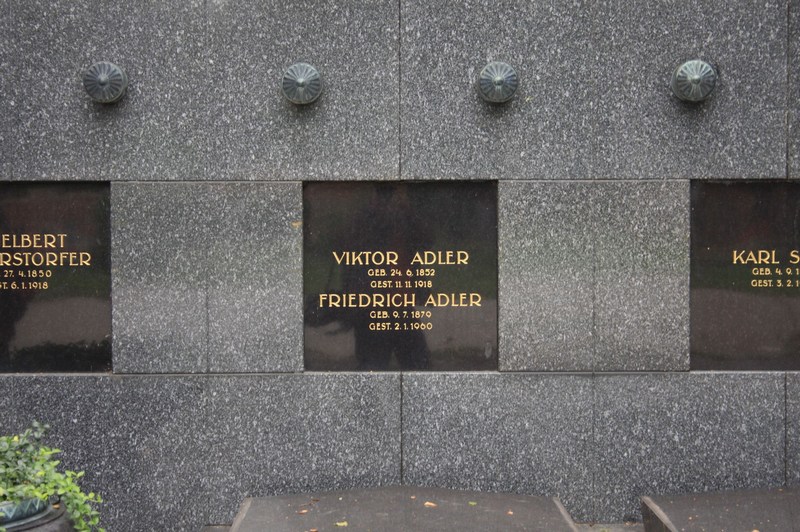 ELBERT
RSTORFER
27. 4. 1850
ST. 6. 1. 1918
VIKTOR ADLER
GEB. 24. 6. 1852
GEST. 11. 11. 1918
FRIEDRICH ADLER
GEB. 9. 7. 1879
GEST. 2. 1. 1960
KARL S
GEB. 4. 9. 1
GEST. 3. 2. 1